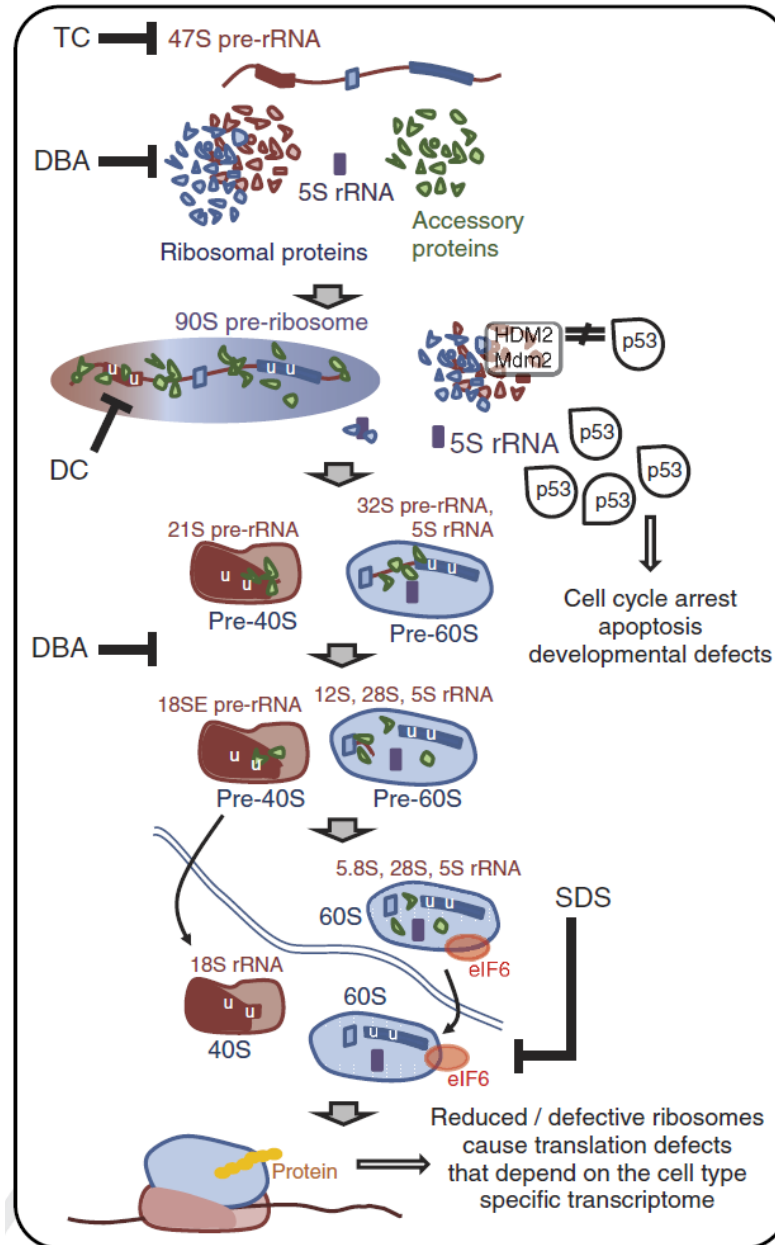 TC
47S pre-rRNA
DBA
5S rRNA
Accessory
proteins
Ribosomal proteins
90S pre-ribosome
HDM2
Mdm2
p53
u u
u u
5S rRNA
p53
p53
p53
p53
DC
32S pre-rRNA,
5S rRNA
21S pre-rRNA
u
u
u u
Pre-40S
Pre-60S
Cell cycle arrest
apoptosis
developmental defects
DBA
18SE pre-rRNA
12S, 28S, 5S rRNA
u
u
u u
Pre-40S
Pre-60S
5.8S, 28S, 5S rRNA
u u
60S
eIF6
SDS
18S rRNA
u
u
40S
60S
u u
eIF6
Reduced / defective ribosomes
cause translation defects
that depend on the cell type
specific transcriptome
Protein